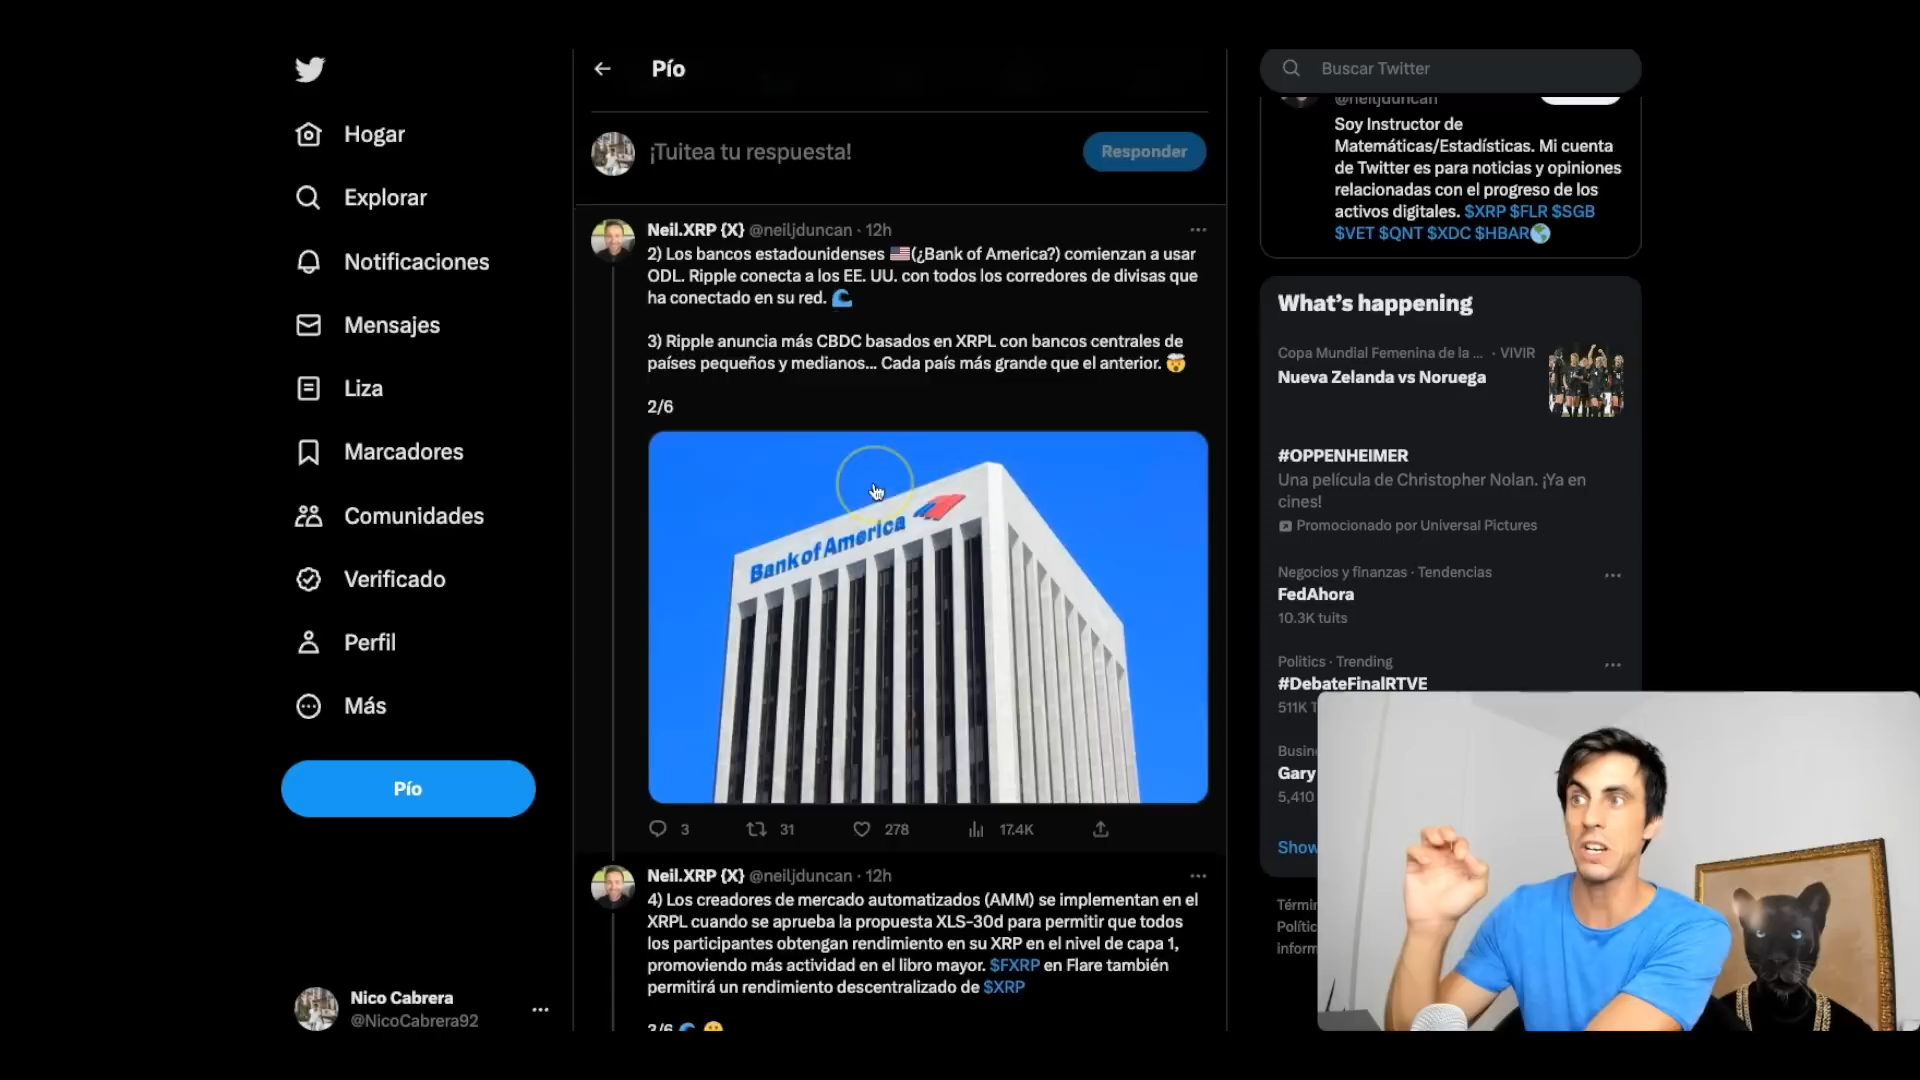 Hogar
Explorar
Notificaciones
Mensajes
Liza
Marcadores
Comunidades
Verificado
Perfil
Más
Pío
Nico Cabrera
@NicoCabrera92
Pío
¡Tuitea tu respuesta!
Responder
Neil.XRP {X} @neiljduncan · 12h
2) Los bancos estadounidenses 🇺🇸(¿Bank of America?) comienzan a usar
ODL. Ripple conecta a los EE. UU. con todos los corredores de divisas que
ha conectado en su red. 🌊
3) Ripple anuncia más CBDC basados en XRPL con bancos centrales de
países pequeños y medianos... Cada país más grande que el anterior. 🤯
2/6
Bank of America
3
31
278
17.4K
Neil.XRP {X} @neiljduncan · 12h
4) Los creadores de mercado automatizados (AMM) se implementan en el
XRPL cuando se aprueba la propuesta XLS-30d para permitir que todos
los participantes obtengan rendimiento en su XRP en el nivel de capa 1,
promoviendo más actividad en el libro mayor. $FXRP en Flare también
permitirá un rendimiento descentralizado de $XRP
3/6
Buscar Twitter
@neiljduncan
Soy Instructor de
Matemáticas/Estadísticas. Mi cuenta
de Twitter es para noticias y opiniones
relacionadas con el progreso de los
activos digitales. $XRP $FLR $SGB
$VET $QNT $XDC $HBAR🌎
What's happening
Copa Mundial Femenina de la ... · VIVIR
Nueva Zelanda vs Noruega
#OPPENHEIMER
Una película de Christopher Nolan. ¡Ya en
cines!
Promocionado por Universal Pictures
Negocios y finanzas · Tendencias
FedAhora
10.3K tuits
Politics · Trending
#DebateFinalRTVE
511K T
Busin
Gary
5,410
Show
Térmi
Polític
inform